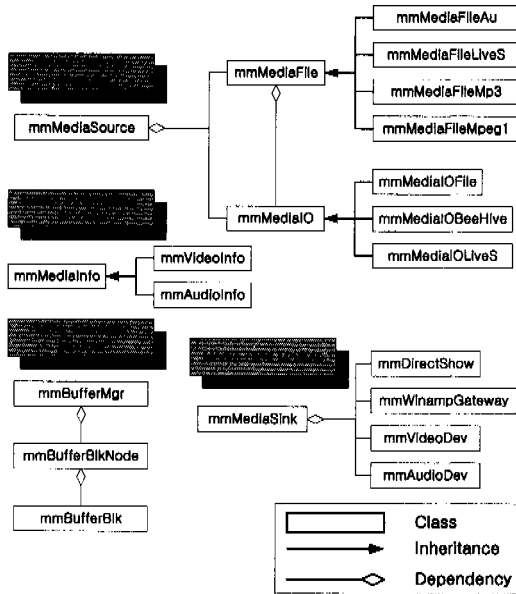 mmMediaFileAu
mmMediaFileLiveS
mmMediaFile
mmMediaFileMp3
mmMediaSource
mmMediaFileMpeg1
mmMediaIOFile
mmMediaIO
mmMediaIOBeeHive
mmMediaIOLiveS
mmVideoInfo
mmMediaInfo
mmAudioInfo
mmBufferMgr
mmBufferBlkNode
mmBufferBlk
mmDirectShow
mmWinampGateway
mmMediaSink
mmVideoDev
mmAudioDev
Class
Inheritance
Dependency